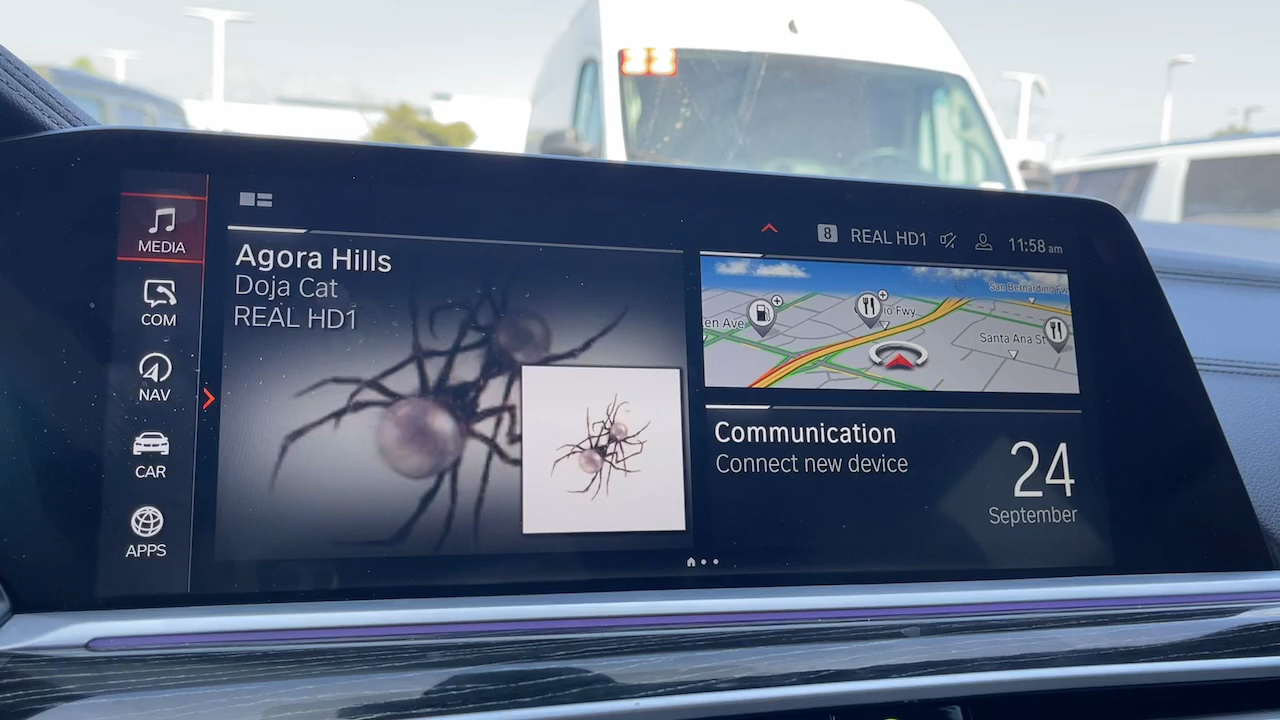 22
MEDIA
COM
NAV
CAR
APPS
8 REAL HD1 11:58 am
Agora Hills
Doja Cat
REAL HD1
San Bernardino Fw
en Ave
io Fwy
Santa Ana St
Communication
Connect new device
24
September